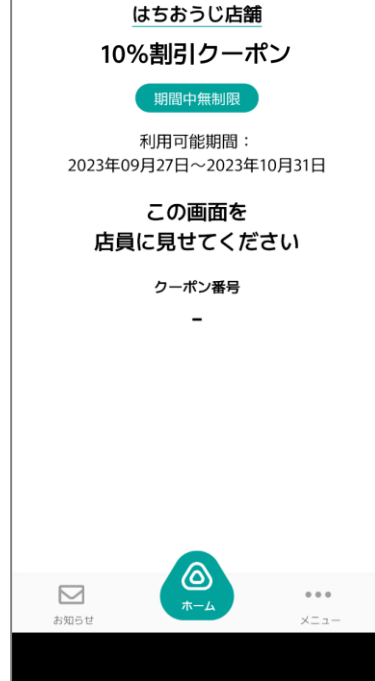 はちおうじ店舗
10%割引クーポン
期間中無制限
利用可能期間：
2023年09月27日～2023年10月31日
この画面を
店員に見せてください
クーポン番号
–
お知らせ
ホーム
メニュー